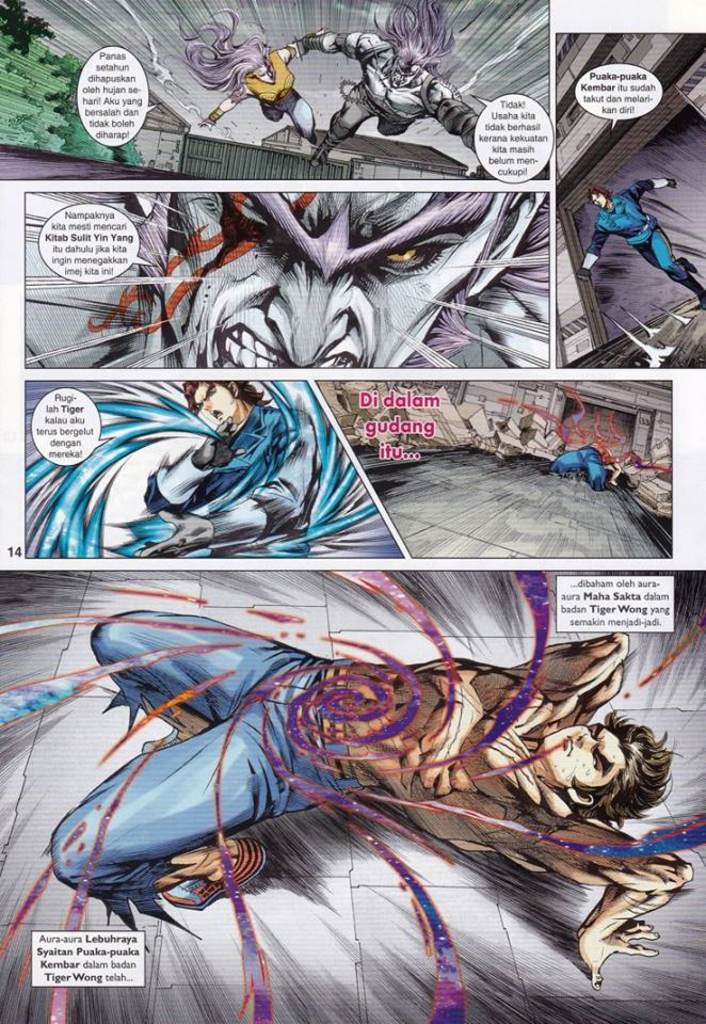 Panas
setahun
dihapuskan
oleh hujan se-
hari! Aku yang
bersalah dan
tidak boleh
diharap!
Tidak!
Usaha kita
tidak berhasil
kerana kekuatan
kita masih
belum men-
cukupi!
Puaka-puaka
Kembar itu sudah
takut dan melari-
kan diri!
Nampaknya
kita mesti mencari
Kitab Sulit Yin Yang
itu dahulu jika kita
ingin menegakkan
imej kita ini!
Rugi-
lah Tiger
kalau aku
terus bergelut
dengan
mereka!
Di dalam
gudang
itu...
14
...dibaham oleh aura-
aura Maha Sakta dalam
badan Tiger Wong yang
semakin menjadi-jadi.
Aura-aura Lebuhraya
Syaitan Puaka-puaka
Kembar dalam badan
Tiger Wong telah...